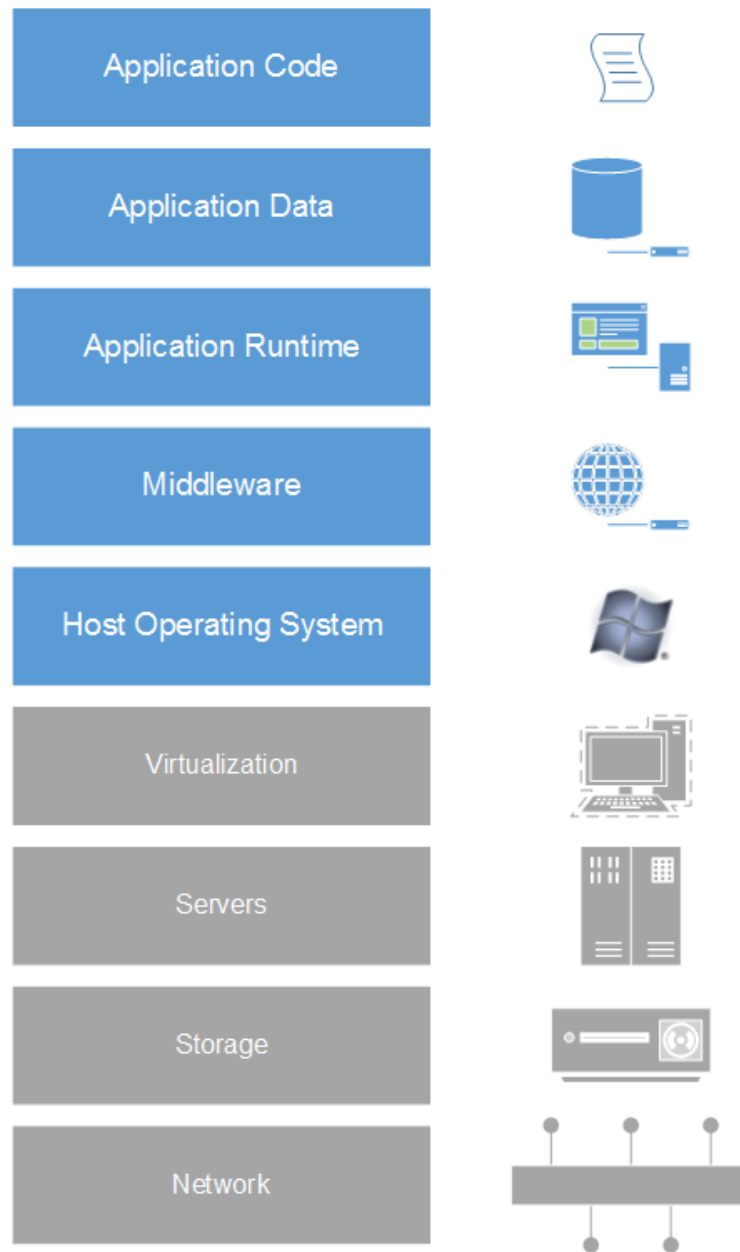 Application Code
Application Data
Application Runtime
Middleware
Host Operating System
Virtualization
Servers
Storage
Network